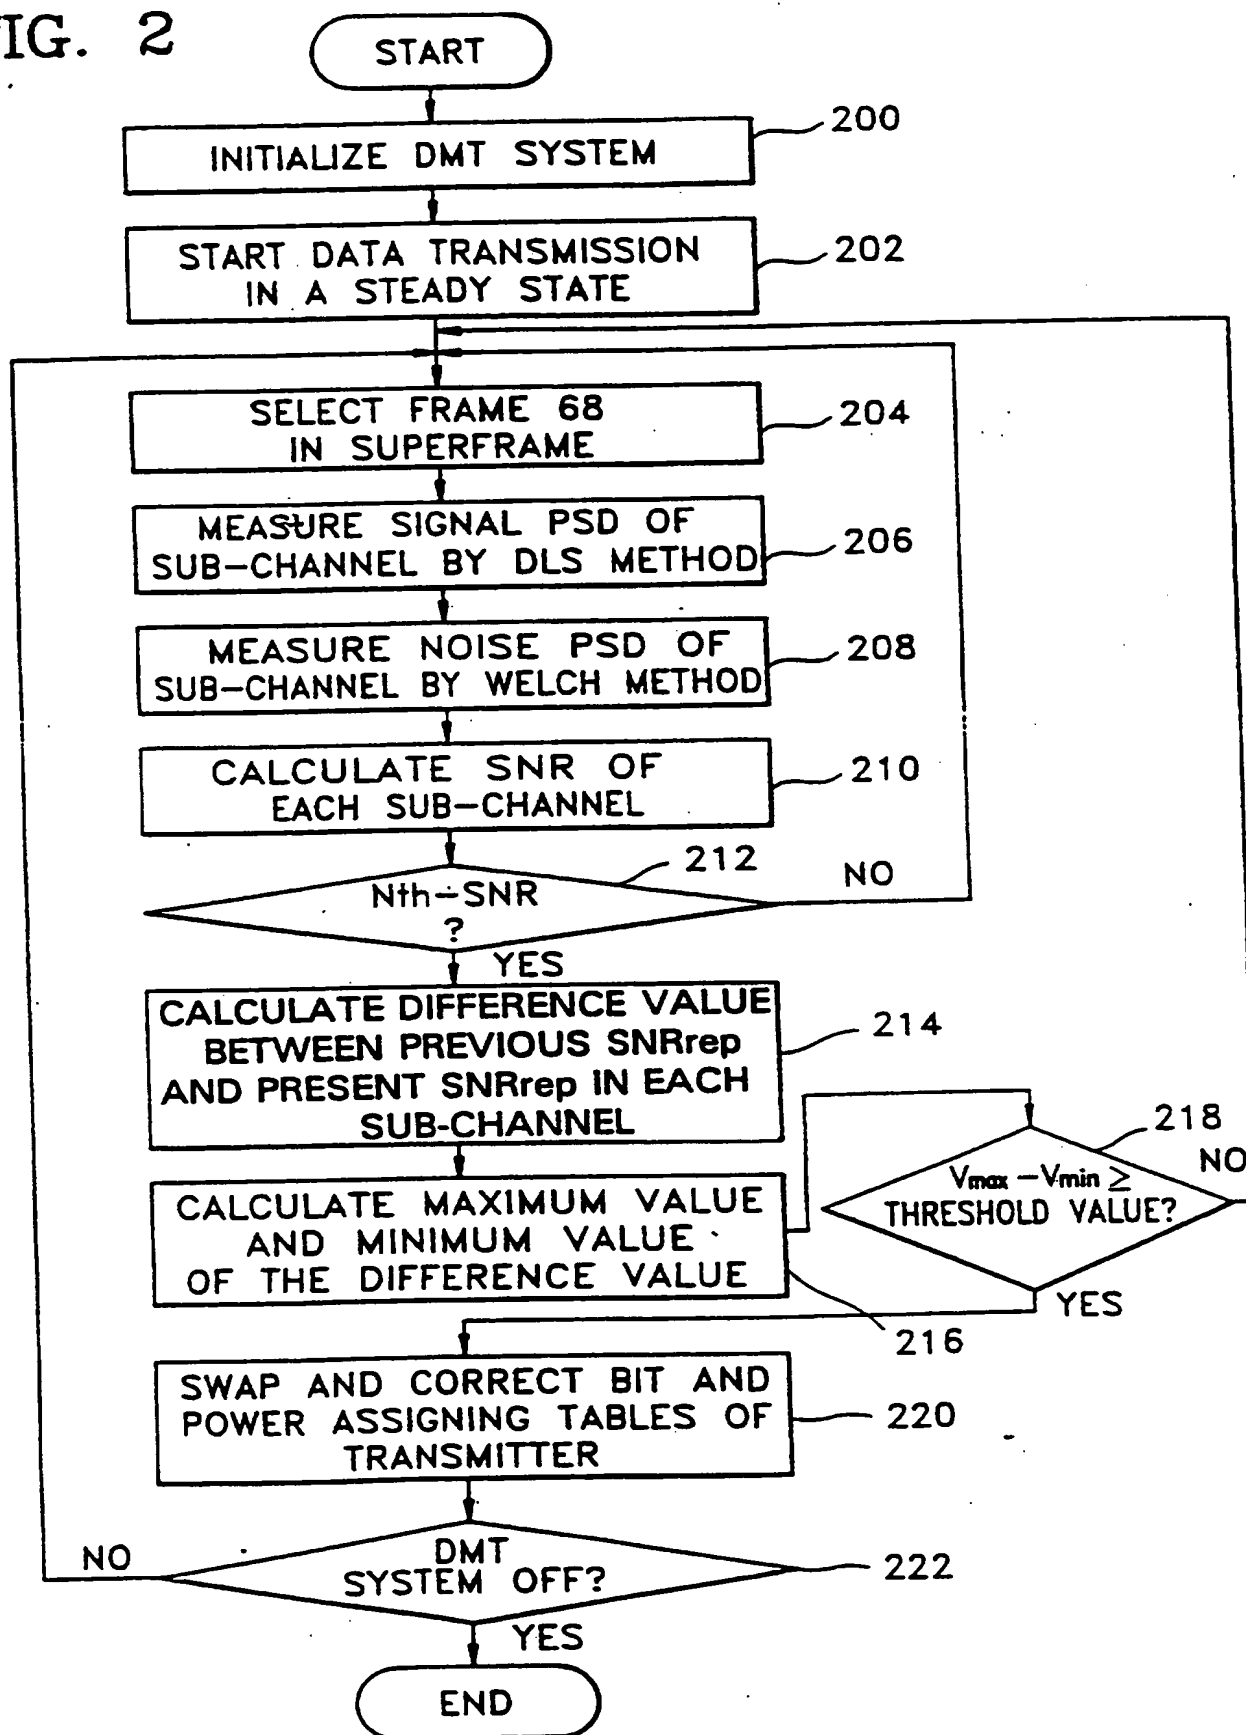 IG. 2
START
INITIALIZE DMT SYSTEM
200
START DATA TRANSMISSION
IN A STEADY STATE
202
SELECT FRAME 68
IN SUPERFRAME
204
MEASURE SIGNAL PSD OF
SUB-CHANNEL BY DLS METHOD
206
MEASURE NOISE PSD OF
SUB-CHANNEL BY WELCH METHOD
208
CALCULATE SNR OF
EACH SUB-CHANNEL
210
Nth-SNR
?
212
NO
YES
CALCULATE DIFFERENCE VALUE
BETWEEN PREVIOUS SNRrep
AND PRESENT SNRrep IN EACH
SUB-CHANNEL
214
CALCULATE MAXIMUM VALUE
AND MINIMUM VALUE
OF THE DIFFERENCE VALUE
216
Vmax - Vmin ≥
THRESHOLD VALUE?
218
NO
YES
SWAP AND CORRECT BIT AND
POWER ASSIGNING TABLES OF
TRANSMITTER
220
DMT
SYSTEM OFF?
222
NO
YES
END